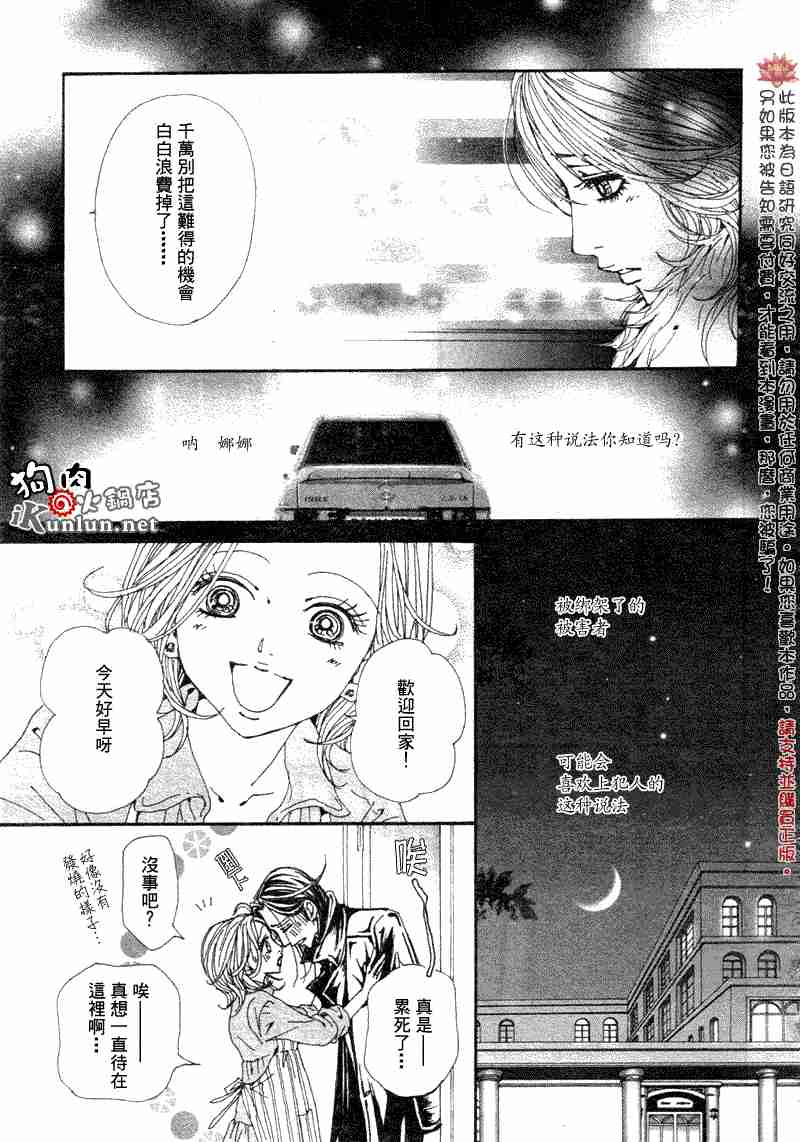 千萬別把這難得的機會
白白浪費掉了……
呐 娜娜
有这种说法你知道吗?
狗肉
火鍋店
iKunlun.net
被绑架了的
被害者
可能会
喜欢上犯人的
这种说法
歡迎回家!
今天好早呀
唉
倒下
沒事吧?
好像沒有
發燒的樣子…
真是——
累死了…
唉——
真想一直待在
這裡啊…
此版本為日語研究同好交流之用,請勿用於任何商業用途。如果您喜歡本作品,請支持並購買正版。
另如果您被告知需要付費,才能看到本漫畫,那麼,您被騙了!